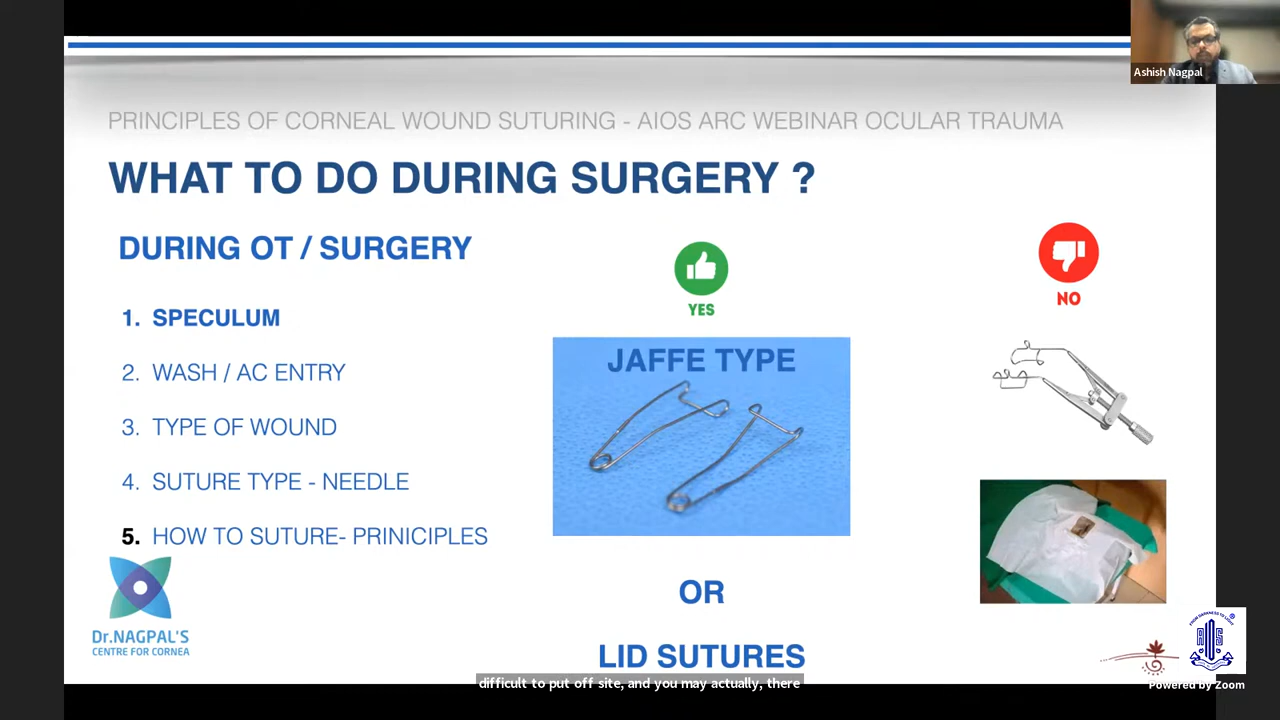 Ashish Nagpal
PRINCIPLES OF CORNEAL WOUND SUTURING - AIOS ARC WEBINAR OCULAR TRAUMA
WHAT TO DO DURING SURGERY ?
DURING OT / SURGERY
1. SPECULUM
2. WASH / AC ENTRY
3. TYPE OF WOUND
4. SUTURE TYPE - NEEDLE
5. HOW TO SUTURE- PRINICIPLES
YES
JAFFE TYPE
OR
LID SUTURES
NO
Dr.NAGPAL'S
CENTRE FOR CORNEA
difficult to put off site, and you may actually, there
Powered by Zoom